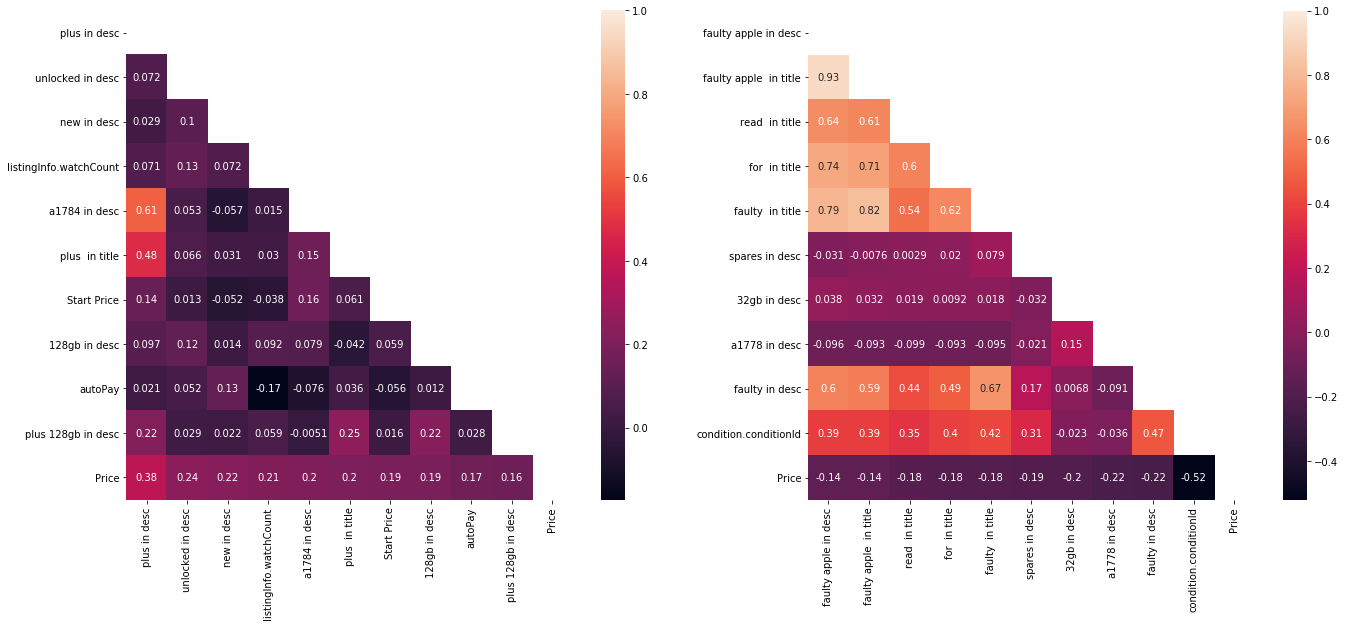 plus in desc
unlocked in desc
0.072
new in desc
0.029 0.1
listingInfo.watchCount
0.071 0.13 0.072
a1784 in desc
0.61 0.053 -0.057 0.015
plus in title
0.48 0.066 0.031 0.03 0.15
Start Price
0.14 0.013 -0.052 -0.038 0.16 0.061
128gb in desc
0.097 0.12 0.014 0.092 0.079 -0.042 0.059
autoPay
0.021 0.052 0.13 -0.17 -0.076 0.036 -0.056 0.012
plus 128gb in desc
0.22 0.029 0.022 0.059 -0.0051 0.25 0.016 0.22 0.028
Price
0.38 0.24 0.22 0.21 0.2 0.2 0.19 0.19 0.17 0.16
plus in desc
unlocked in desc
new in desc
listingInfo.watchCount
a1784 in desc
plus in title
Start Price
128gb in desc
autoPay
plus 128gb in desc
Price
1.0
0.8
0.6
0.4
0.2
0.0
faulty apple in desc
faulty apple in title
0.93
read in title
0.64 0.61
for in title
0.74 0.71 0.6
faulty in title
0.79 0.82 0.54 0.62
spares in desc
-0.031 -0.0076 0.0029 0.02 0.079
32gb in desc
0.038 0.032 0.019 0.0092 0.018 -0.032
a1778 in desc
-0.096 -0.093 -0.099 -0.093 -0.095 -0.021 0.15
faulty in desc
0.6 0.59 0.44 0.49 0.67 0.17 0.0068 -0.091
condition.conditionId
0.39 0.39 0.35 0.4 0.42 0.31 -0.023 -0.036 0.47
Price
-0.14 -0.14 -0.18 -0.18 -0.18 -0.19 -0.2 -0.22 -0.22 -0.52
faulty apple in desc
faulty apple in title
read in title
for in title
faulty in title
spares in desc
32gb in desc
a1778 in desc
faulty in desc
condition.conditionId
Price
1.0
0.8
0.6
0.4
0.2
0.0
−0.2
−0.4